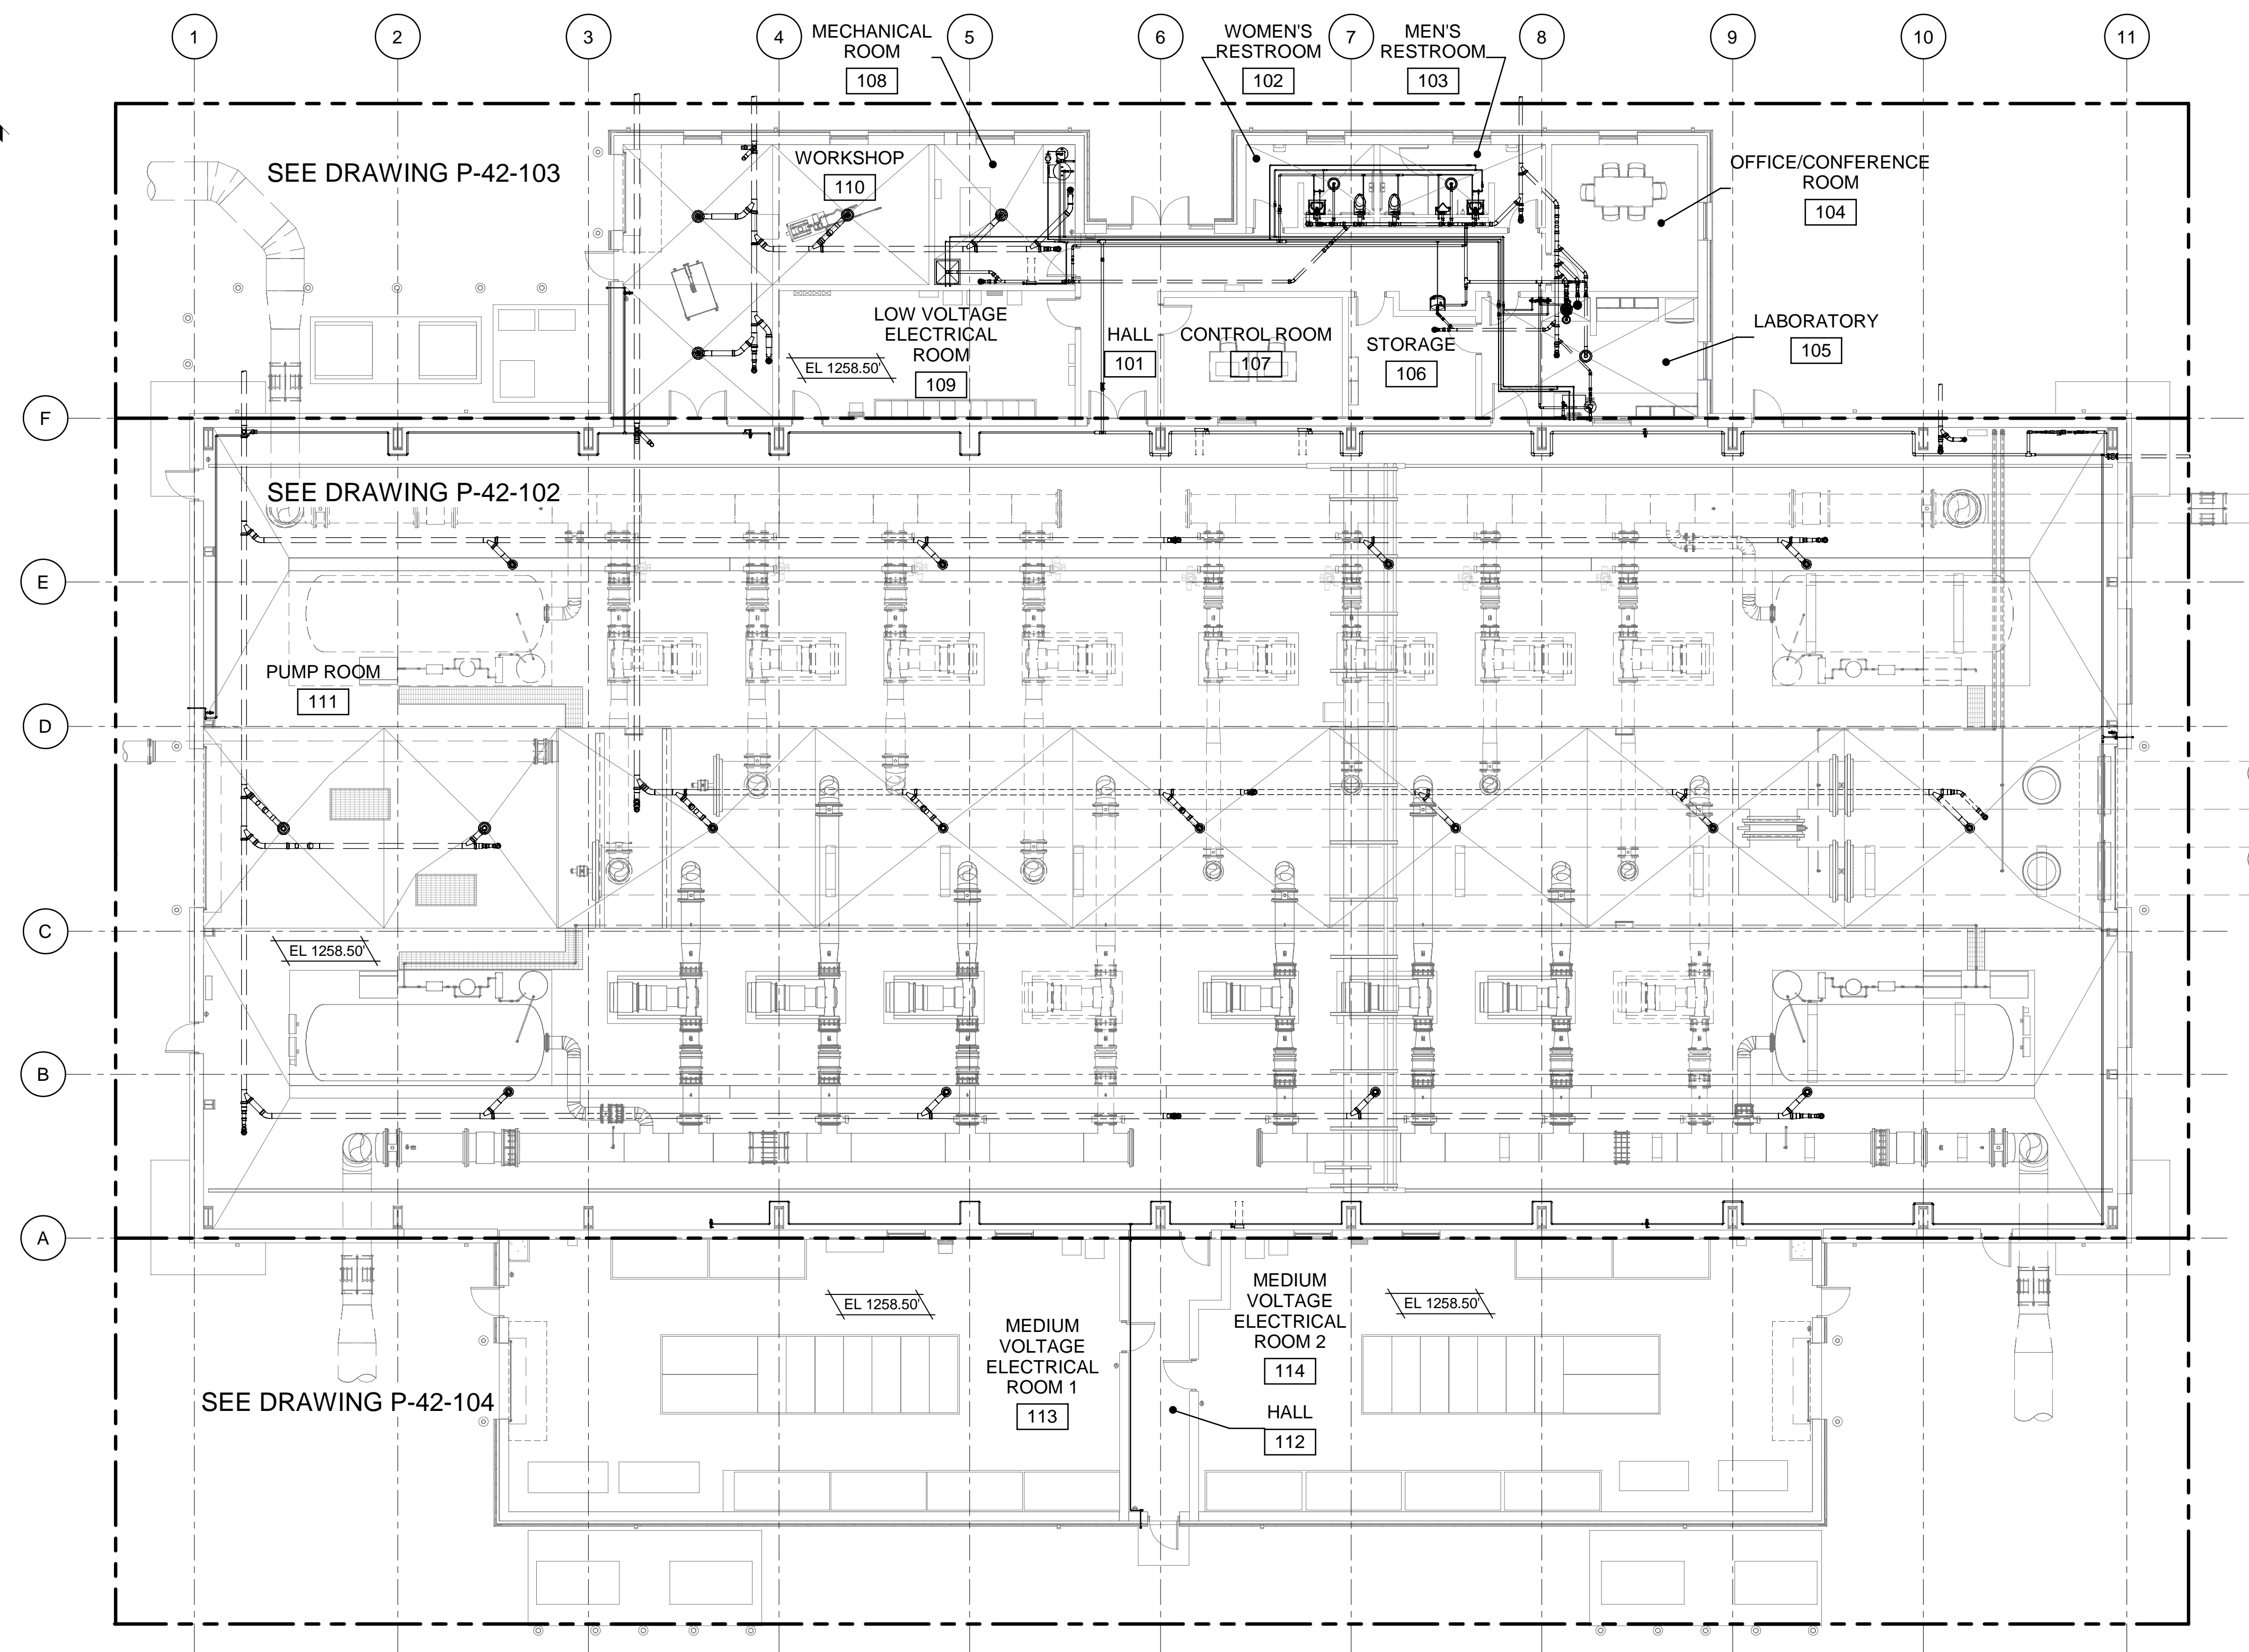 1
2
3
4
5
6
7
8
9
10
11
MECHANICAL
ROOM
108
WOMEN'S
RESTROOM
102
MEN'S
RESTROOM
103
SEE DRAWING P-42-103
WORKSHOP
110
OFFICE/CONFERENCE
ROOM
104
LOW VOLTAGE
ELECTRICAL
ROOM
109
EL 1258.50'
HALL
101
CONTROL ROOM
107
STORAGE
106
LABORATORY
105
F
SEE DRAWING P-42-102
E
PUMP ROOM
111
D
C
EL 1258.50'
B
A
EL 1258.50'
MEDIUM
VOLTAGE
ELECTRICAL
ROOM 1
113
MEDIUM
VOLTAGE
ELECTRICAL
ROOM 2
114
EL 1258.50'
HALL
112
SEE DRAWING P-42-104